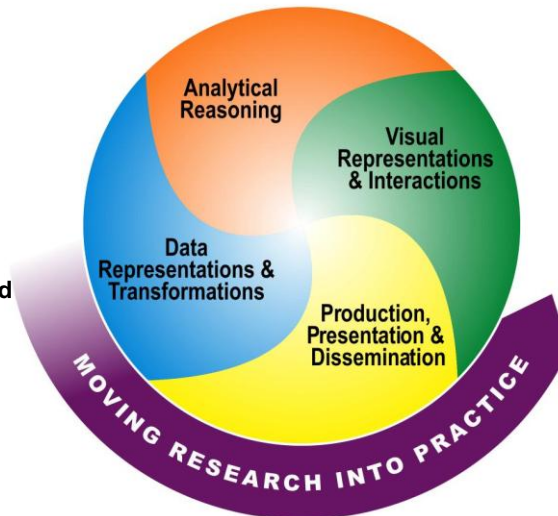 Analytical
Reasoning
Visual
Representations
& Interactions
Data
Representations &
Transformations
d
Production,
Presentation &
Dissemination
MOVING RESEARCH INTO PRACTICE